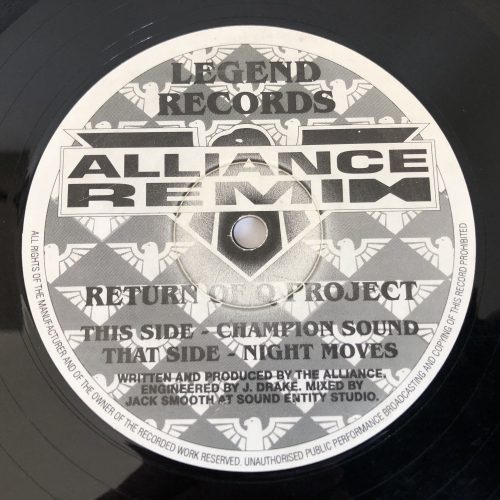 LEGEND
RECORDS
ALLIANCE
REMIX
RETURN OF Q PROJECT
THIS SIDE - CHAMPION SOUND
THAT SIDE - NIGHT MOVES
WRITTEN AND PRODUCED BY THE ALLIANCE,
ENGINEERED BY J. DRAKE. MIXED BY
JACK SMOOTH AT SOUND ENTITY STUDIO.
ALL RIGHTS OF THE MANUFACTURER AND OF THE OWNER OF THE RECORDED WORK RESERVED. UNAUTHORISED PUBLIC PERFORMANCE BROADCASTING AND COPYING OF THIS RECORD PROHIBITED